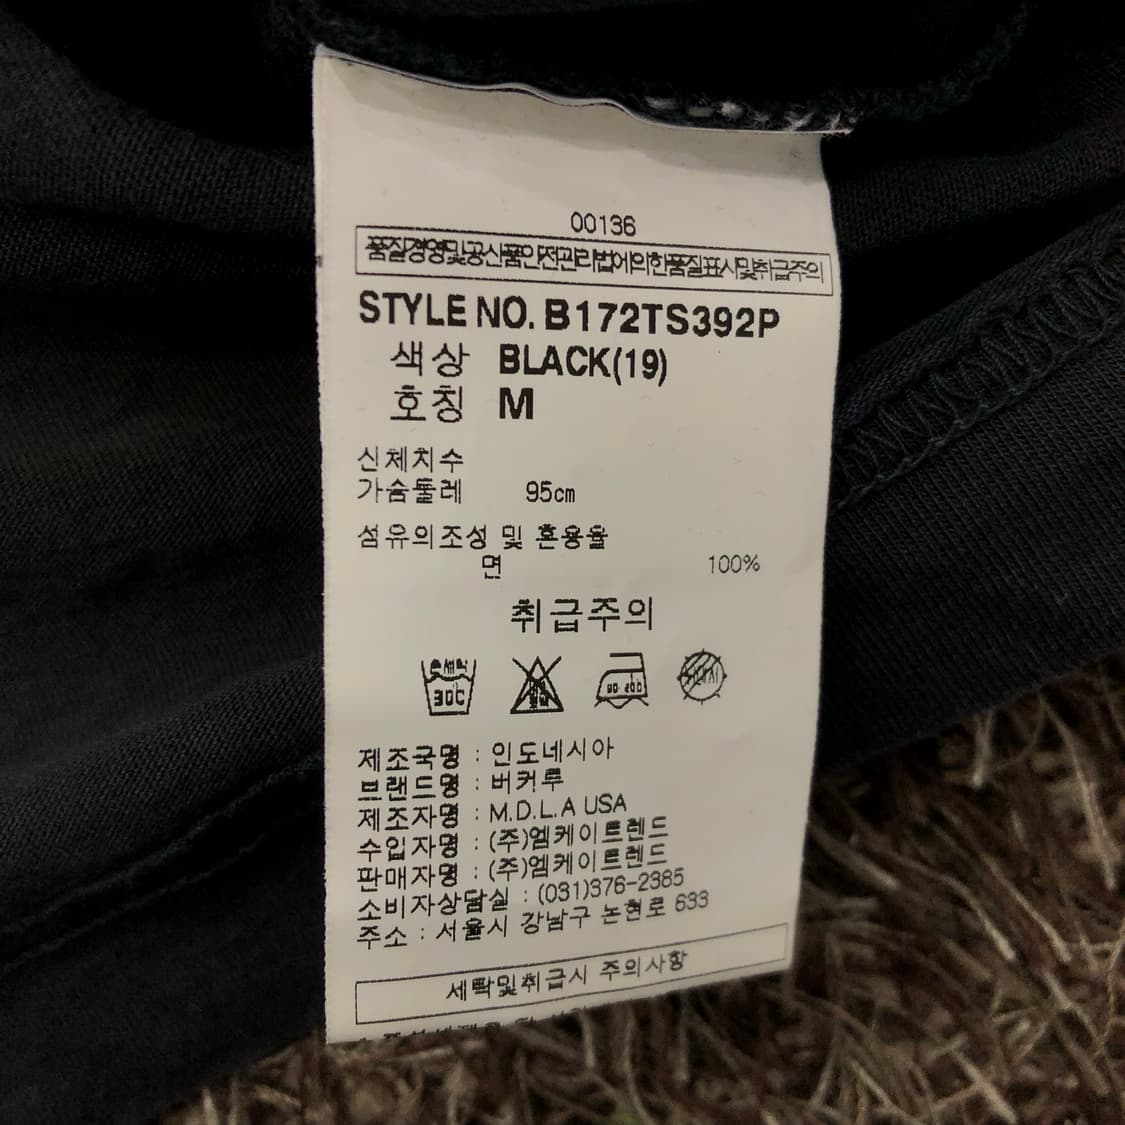 00136
품질경영및공산품안전관리법에의한품질표시및취급주의
STYLE NO. B172TS392P
색상 BLACK(19)
호칭 M
신체치수
가슴둘레 95cm
섬유의조성 및 혼용율
면 100%
취급주의
손세탁
30C
80-200
제조국명 : 인도네시아
브랜드명 : 버커루
제조자명 : M.D.L.A USA
수입자명 : (주)엠케이트렌드
판매자명 : (주)엠케이트렌드
소비자상담실 : (031)376-2385
주소 : 서울시 강남구 논현로 633
세탁및취급시 주의사항